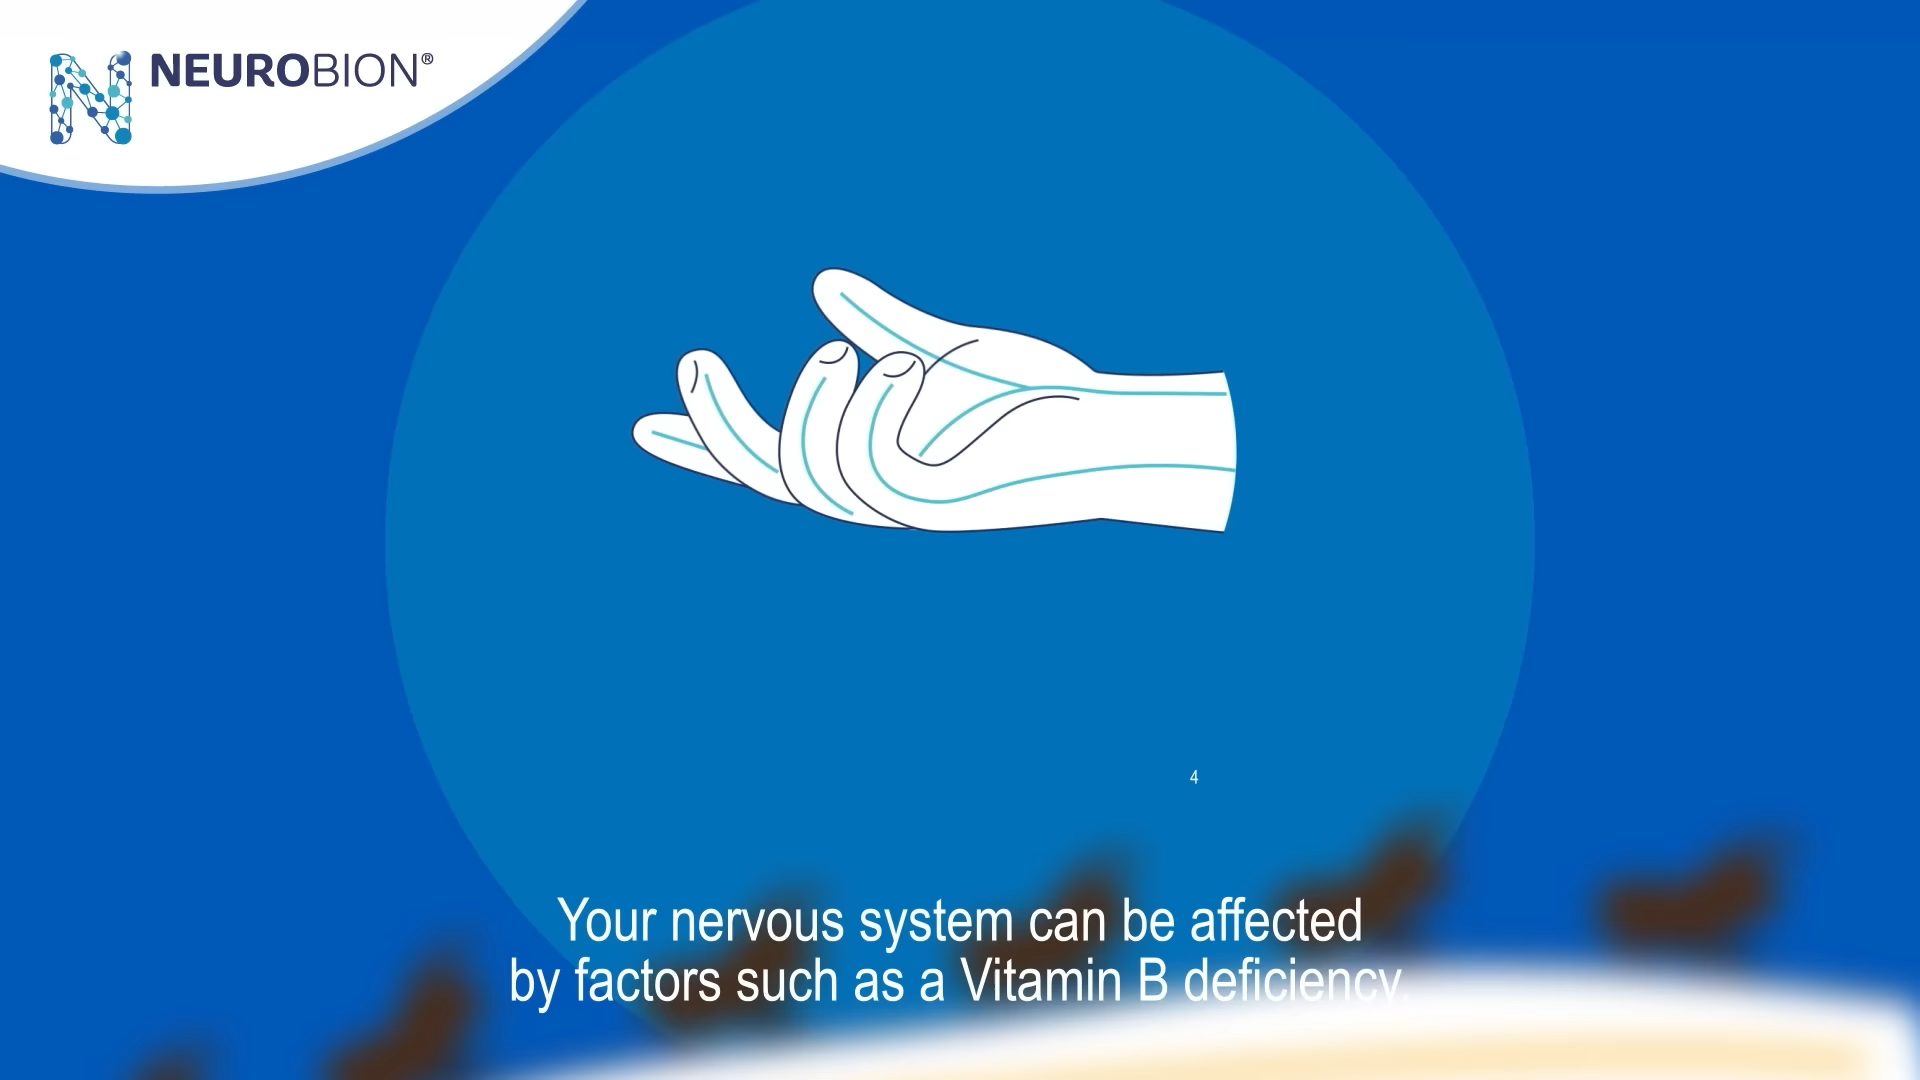 NEUROBION®
4
Your nervous system can be affected
by factors such as a Vitamin B deficiency.